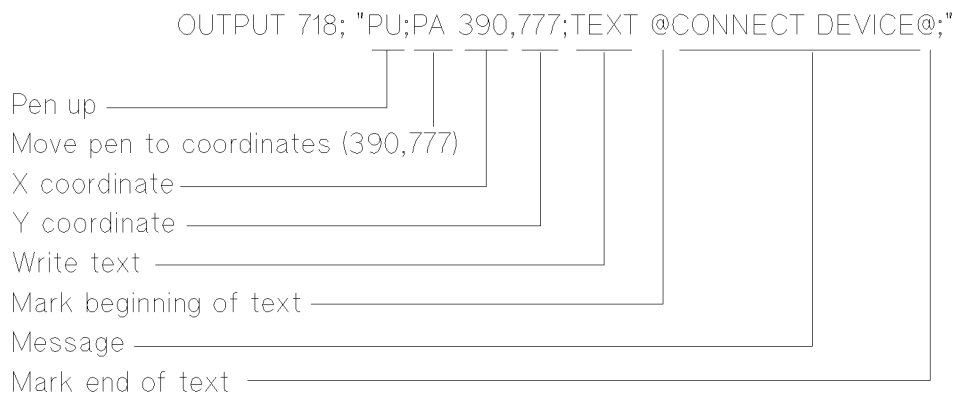 OUTPUT 718; "PU;PA 390,777;TEXT @CONNECT DEVICE@;"
Pen up
Move pen to coordinates (390,777)
X coordinate
Y coordinate
Write text
Mark beginning of text
Message
Mark end of text